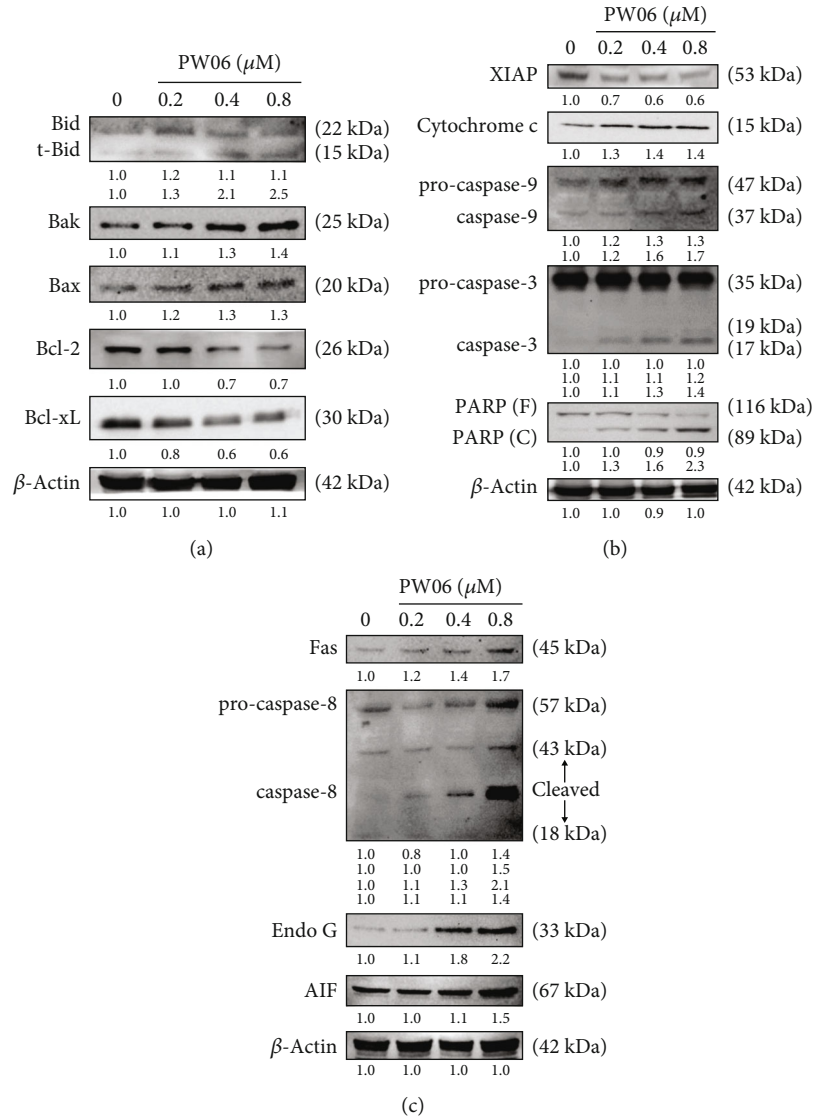 PW06 (μM)
0 0.2 0.4 0.8
Bid (22 kDa)
t-Bid (15 kDa)
1.0 1.2 1.1 1.1
1.0 1.3 2.1 2.5
Bak (25 kDa)
1.0 1.1 1.3 1.4
Bax (20 kDa)
1.0 1.2 1.3 1.3
Bcl-2 (26 kDa)
1.0 1.0 0.7 0.7
Bcl-xL (30 kDa)
1.0 0.8 0.6 0.6
β-Actin (42 kDa)
1.0 1.0 1.0 1.1
(a)
PW06 (μM)
0 0.2 0.4 0.8
XIAP (53 kDa)
1.0 0.7 0.6 0.6
Cytochrome c (15 kDa)
1.0 1.3 1.4 1.4
pro-caspase-9 (47 kDa)
caspase-9 (37 kDa)
1.0 1.2 1.3 1.3
1.0 1.2 1.6 1.7
pro-caspase-3 (35 kDa)
(19 kDa)
caspase-3 (17 kDa)
1.0 1.0 1.0 1.0
1.0 1.1 1.1 1.2
1.0 1.1 1.3 1.4
PARP (F) (116 kDa)
PARP (C) (89 kDa)
1.0 1.0 0.9 0.9
1.0 1.3 1.6 2.3
β-Actin (42 kDa)
1.0 1.0 0.9 1.0
(b)
PW06 (μM)
0 0.2 0.4 0.8
Fas (45 kDa)
1.0 1.2 1.4 1.7
pro-caspase-8 (57 kDa)
(43 kDa)
caspase-8 Cleaved
(18 kDa)
1.0 0.8 1.0 1.4
1.0 1.0 1.0 1.5
1.0 1.1 1.3 2.1
1.0 1.1 1.1 1.4
Endo G (33 kDa)
1.0 1.1 1.8 2.2
AIF (67 kDa)
1.0 1.0 1.1 1.5
β-Actin (42 kDa)
1.0 1.0 1.0 1.0
(c)